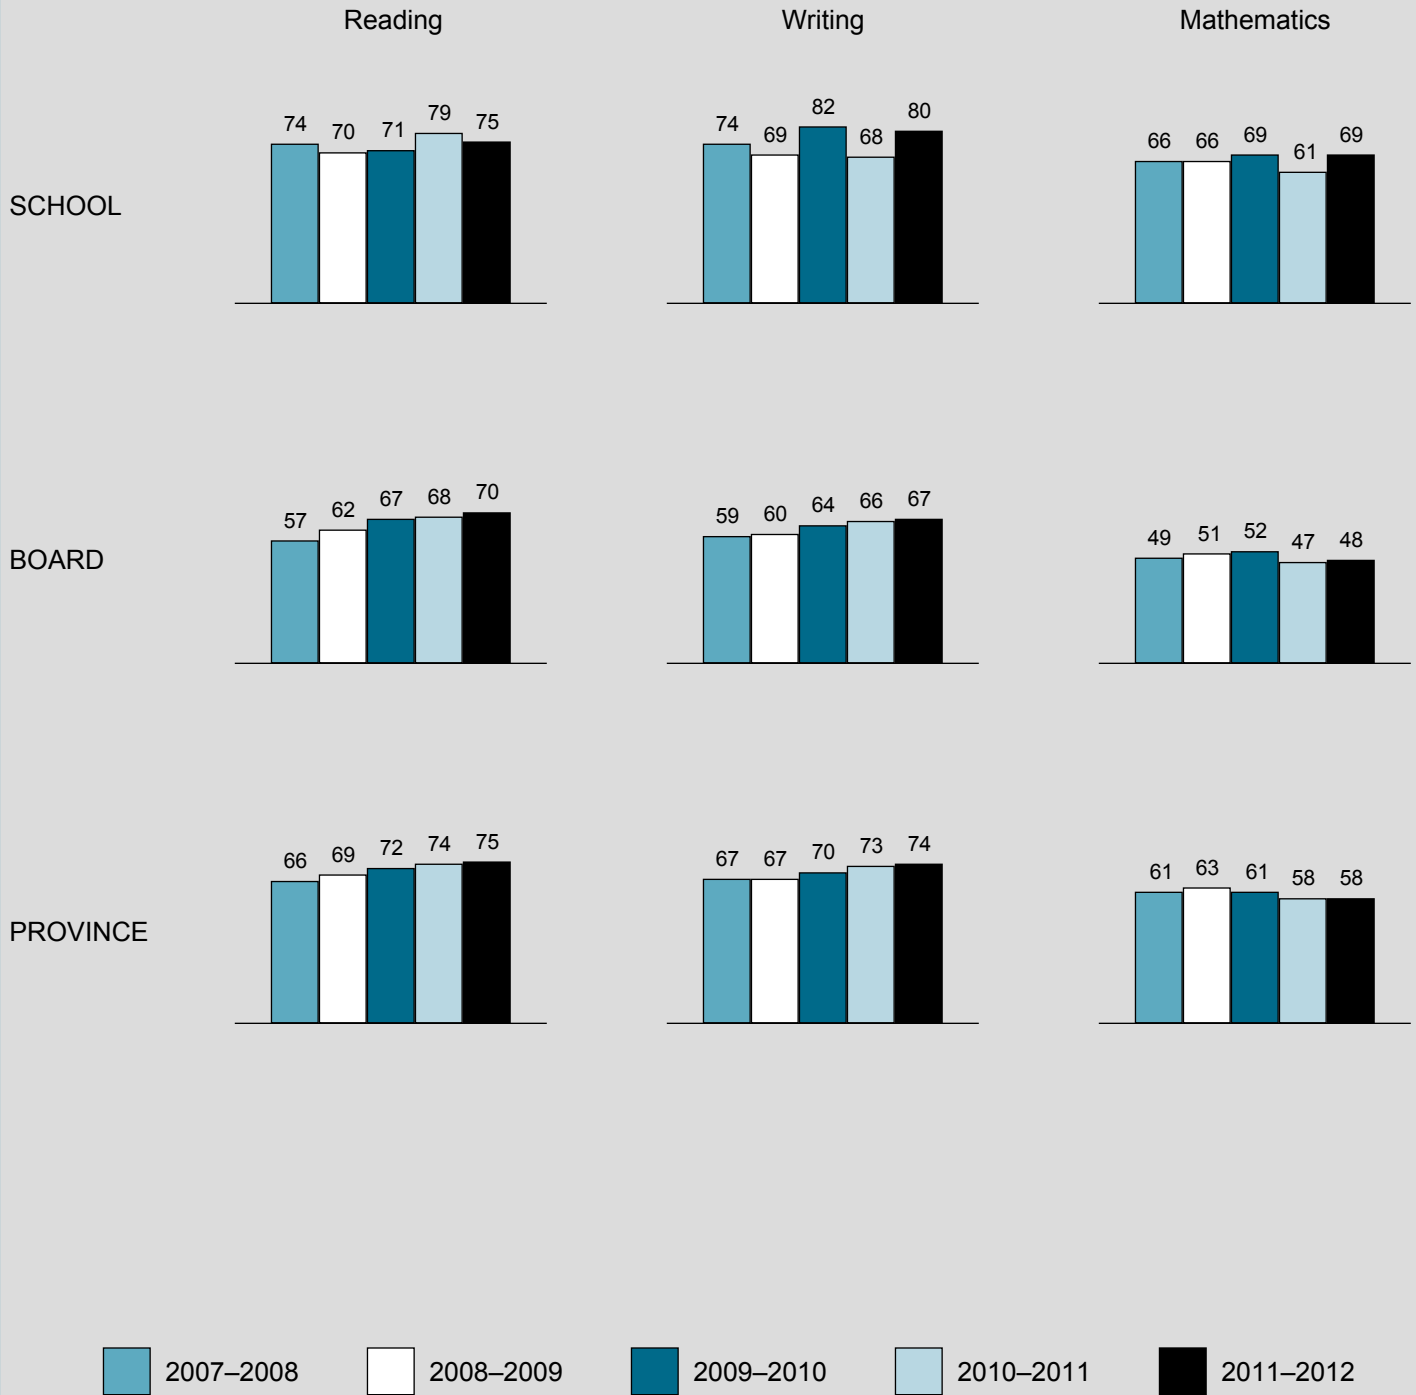 Reading Writing Mathematics
SCHOOL
74 70 71 79 75
74 69 82 68 80
66 66 69 61 69
BOARD
57 62 67 68 70
59 60 64 66 67
49 51 52 47 48
PROVINCE
66 69 72 74 75
67 67 70 73 74
61 63 61 58 58
2007–2008 2008–2009 2009–2010 2010–2011 2011–2012